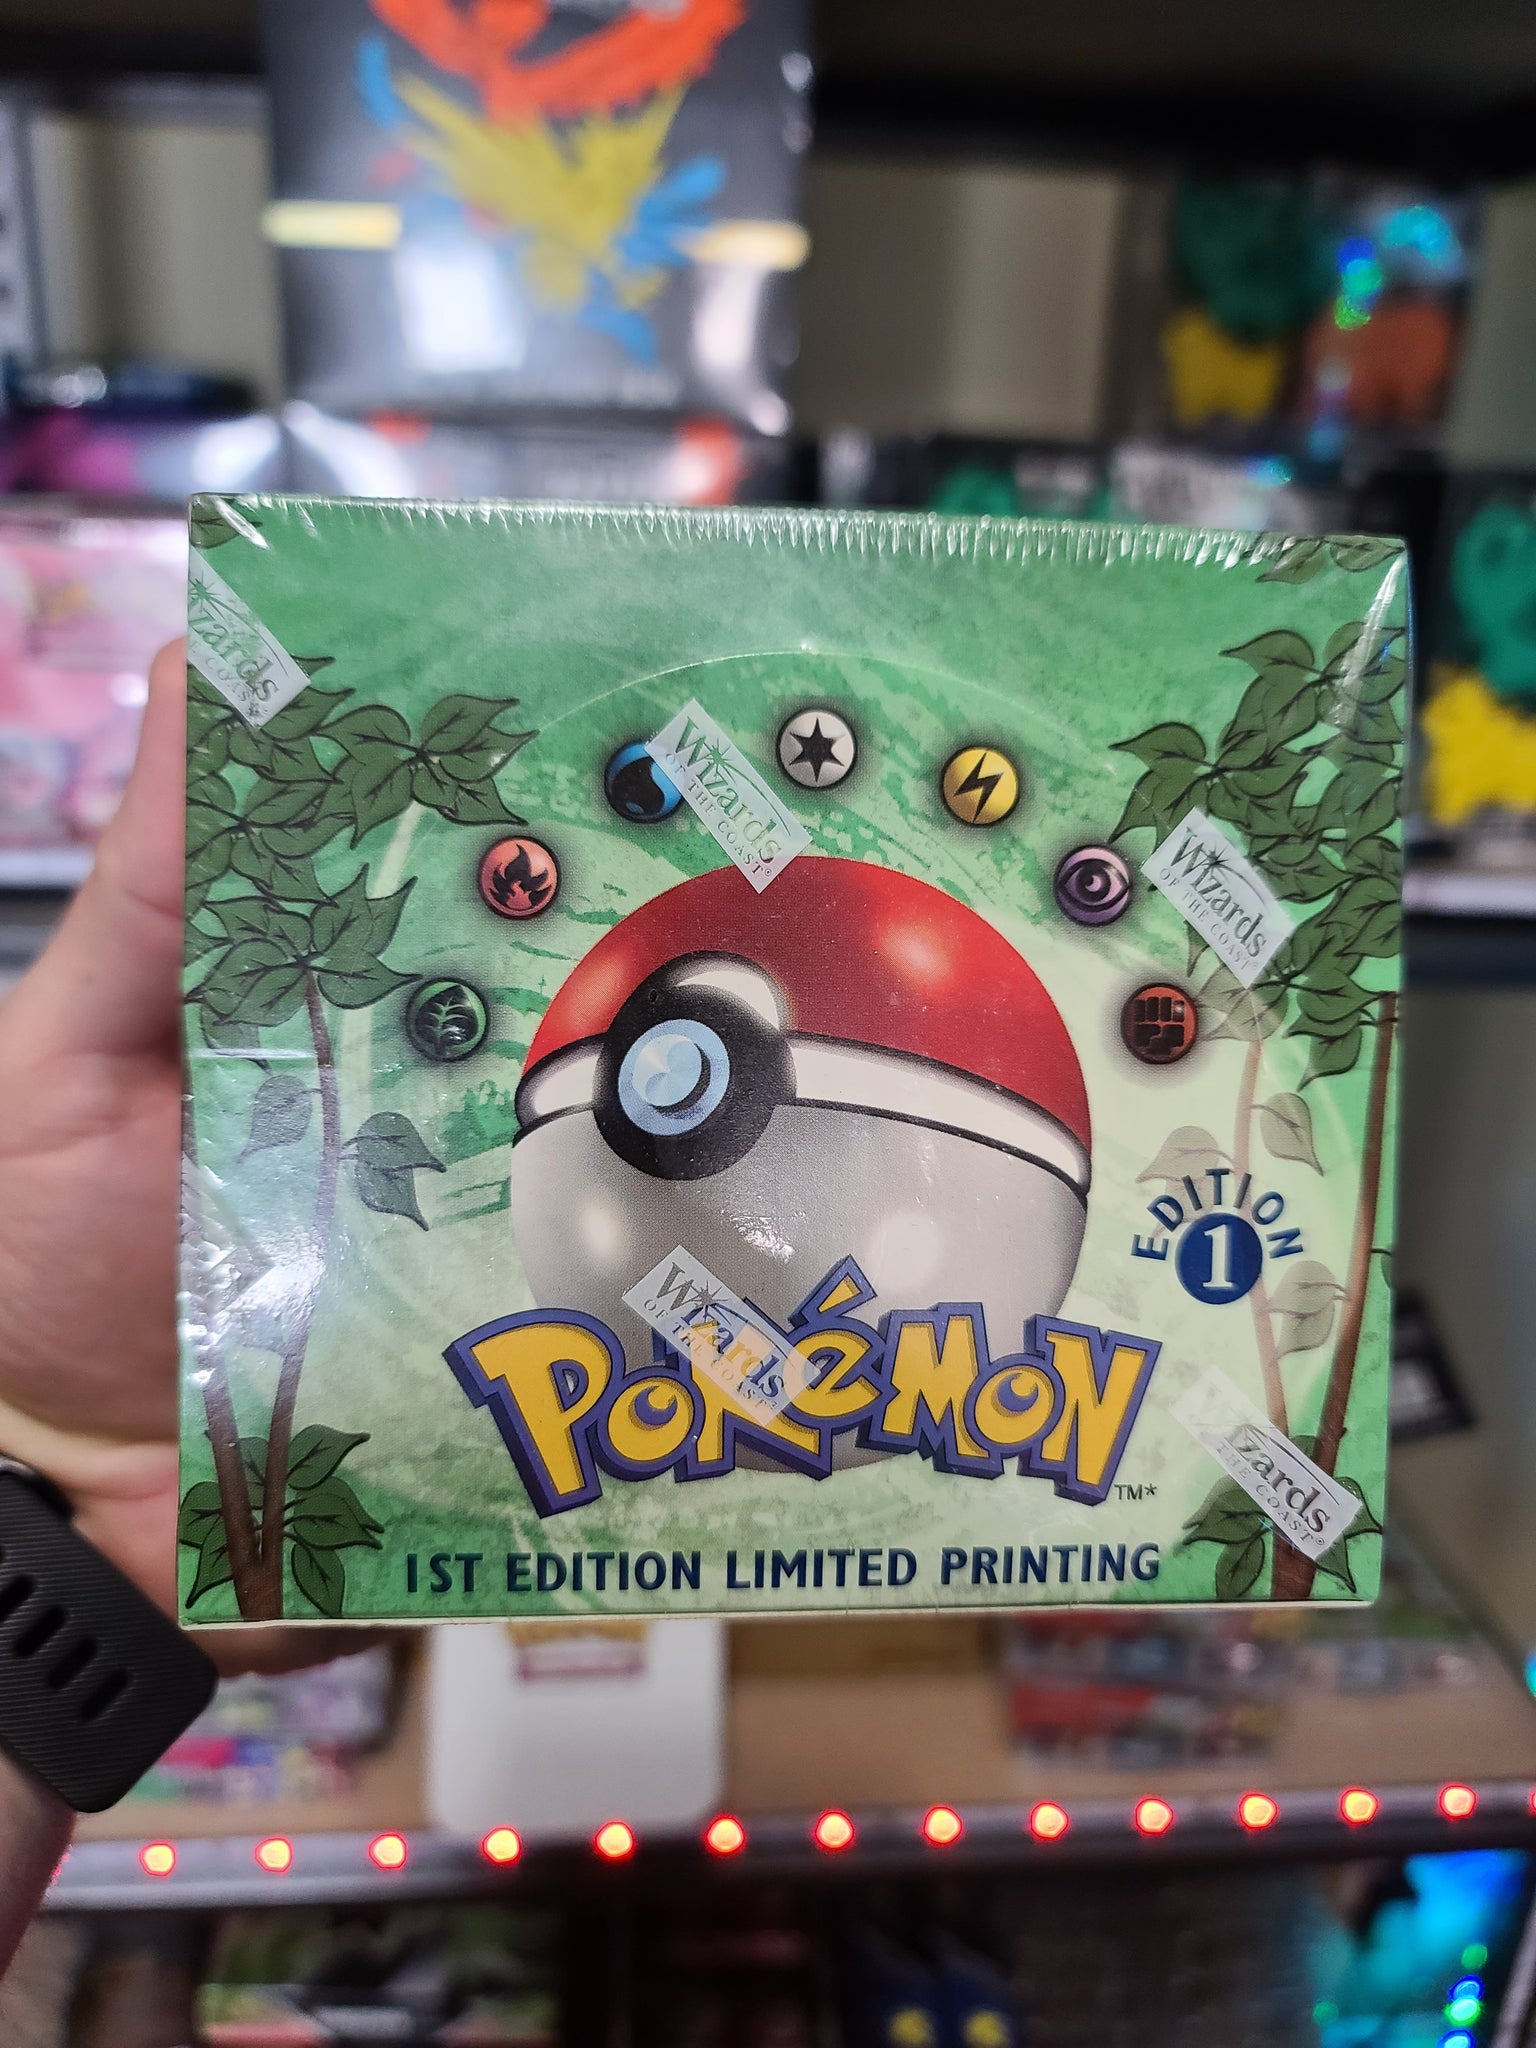 Wizards
OF THE COAST
Wizards
OF THE COAST®
Wizards
OF THE COAST®
EDITION
1
Wizards
OF THE COAST
POKéMON
TM*
Wizards
THE COAST®
1ST EDITION LIMITED PRINTING